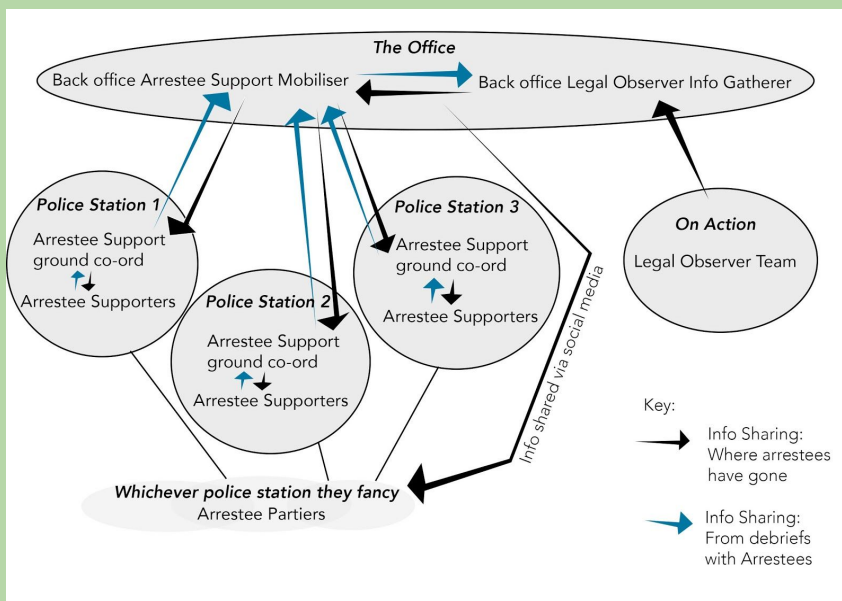 The Office
Back office Arrestee Support Mobiliser
Back office Legal Observer Info Gatherer
Police Station 1
Arrestee Support
ground co-ord
Arrestee Supporters
Police Station 2
Arrestee Support
ground co-ord
Arrestee Supporters
Police Station 3
Arrestee Support
ground co-ord
Arrestee Supporters
On Action
Legal Observer Team
Info shared via social media
Whichever police station they fancy
Arrestee Partiers
Key:
Info Sharing:
Where arrestees
have gone
Info Sharing:
From debriefs
with Arrestees